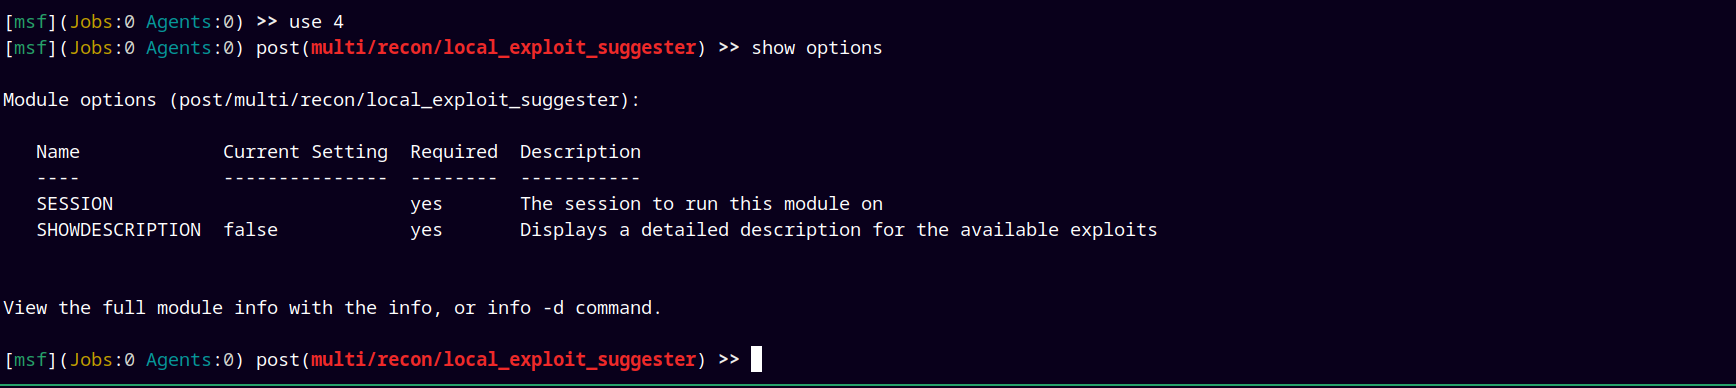 [msf](Jobs:0 Agents:0) >> use 4
[msf](Jobs:0 Agents:0) post(multi/recon/local_exploit_suggester) >> show options
Module options (post/multi/recon/local_exploit_suggester):
Name             Current Setting  Required  Description
----             ---------------  --------  -----------
SESSION                           yes       The session to run this module on
SHOWDESCRIPTION  false            yes       Displays a detailed description for the available exploits
View the full module info with the info, or info -d command.
[msf](Jobs:0 Agents:0) post(multi/recon/local_exploit_suggester) >>